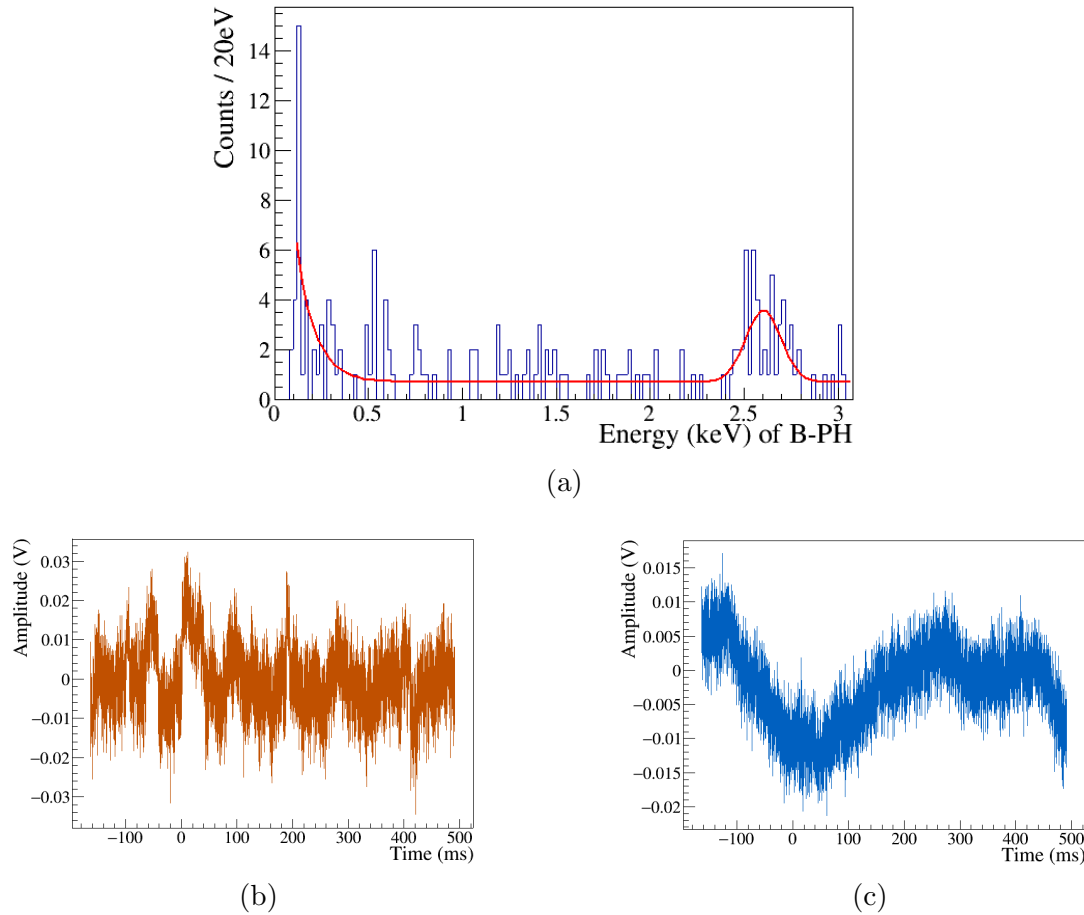 Counts / 20eV
14
12
10
8
6
4
2
0
0 0.5 1 1.5 2 2.5 3
Energy (keV) of B-PH
(a)
Amplitude (V)
0.03
0.02
0.01
0
−0.01
−0.02
−0.03
−100 0 100 200 300 400 500
Time (ms)
(b)
Amplitude (V)
0.015
0.01
0.005
0
−0.005
−0.01
−0.015
−0.02
−100 0 100 200 300 400 500
Time (ms)
(c)